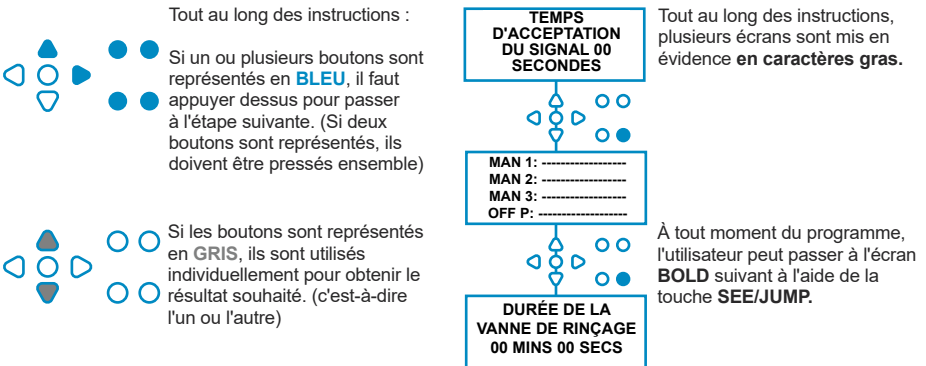 Tout au long des instructions :
Si un ou plusieurs boutons sont
représentés en BLEU, il faut
appuyer dessus pour passer
à l'étape suivante. (Si deux
boutons sont représentés, ils
doivent être pressés ensemble)
Si les boutons sont représentés
en GRIS, ils sont utilisés
individuellement pour obtenir le
résultat souhaité. (c'est-à-dire
l'un ou l'autre)
TEMPS
D'ACCEPTATION
DU SIGNAL 00
SECONDES
MAN 1: ------------------
MAN 2: ------------------
MAN 3: ------------------
OFF P: -------------------
DURÉE DE LA
VANNE DE RINÇAGE
00 MINS 00 SECS
Tout au long des instructions,
plusieurs écrans sont mis en
évidence en caractères gras.
À tout moment du programme,
l'utilisateur peut passer à l'écran
BOLD suivant à l'aide de la
touche SEE/JUMP.